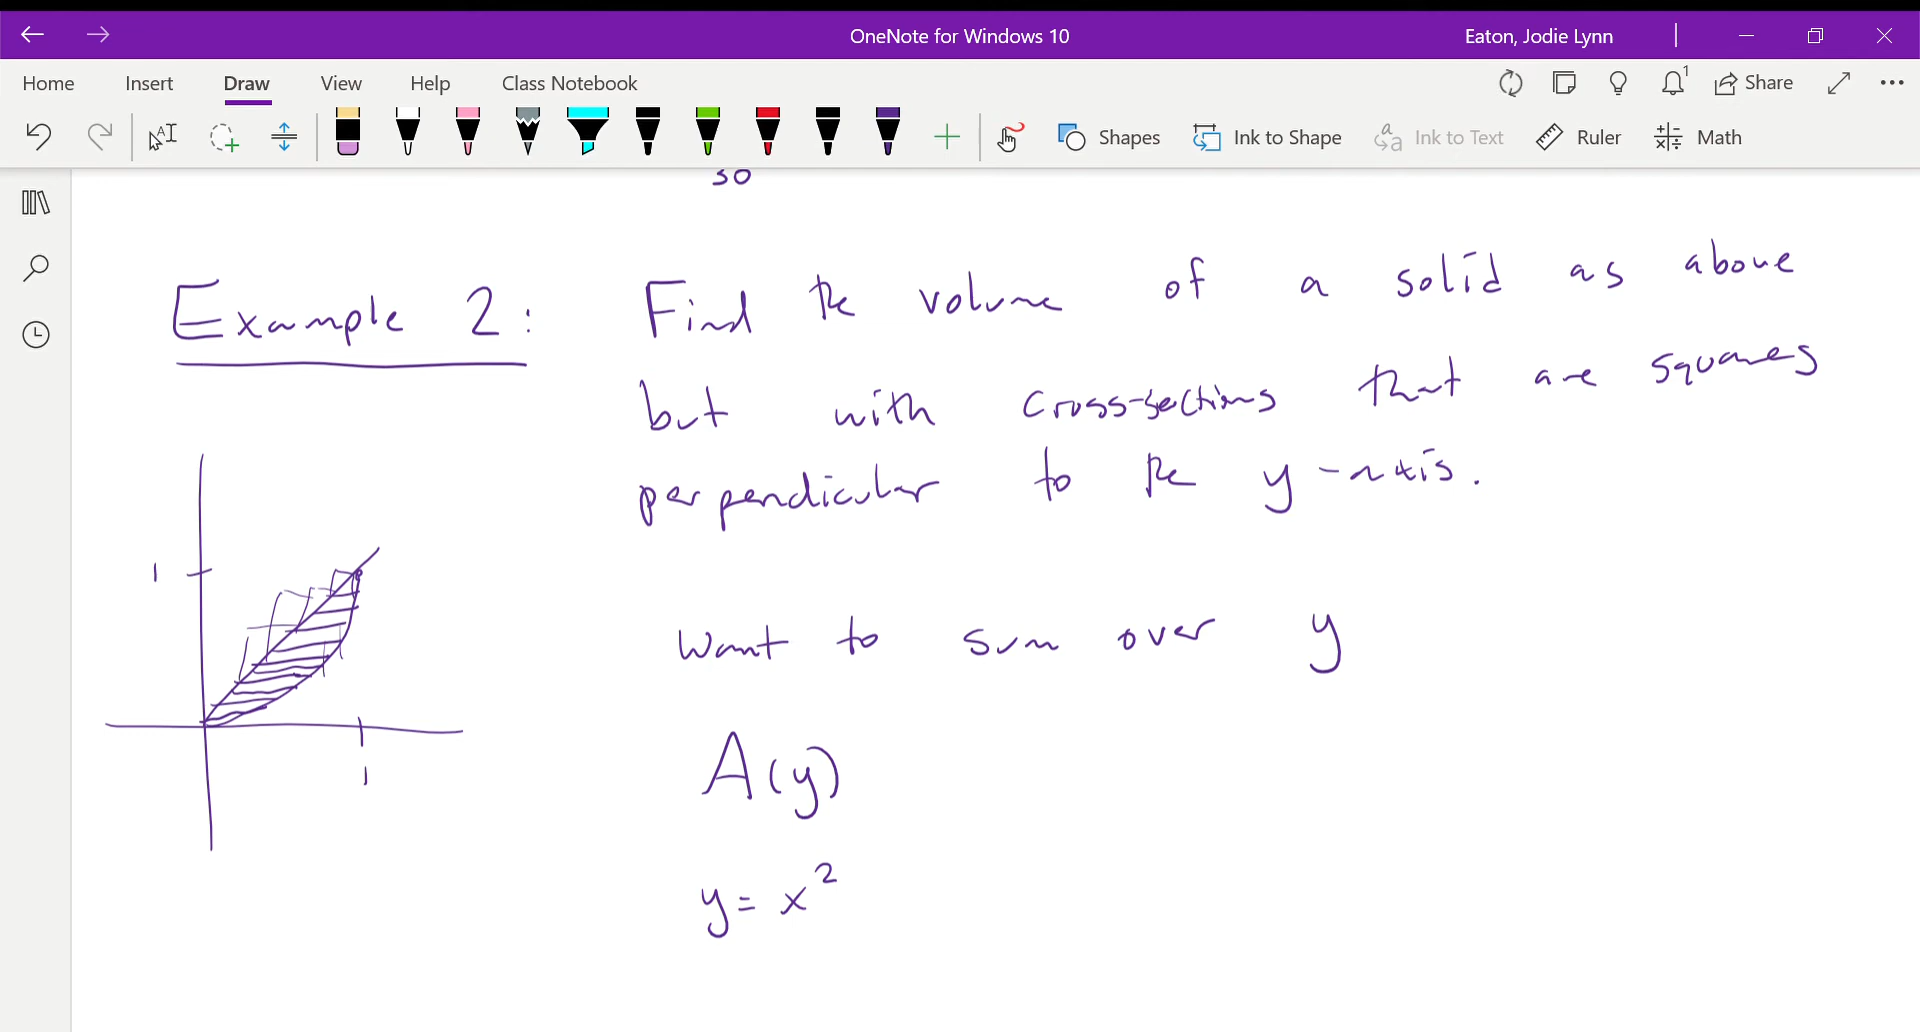 OneNote for Windows 10
Eaton, Jodie Lynn
Home Insert Draw View Help Class Notebook
1
Share
Shapes Ink to Shape Ink to Text Ruler Math
30
Example 2: Find the volume of a solid as above
but with cross-sections that are squares
perpendicular to the y-axis.
1
Want to sum over y
1
A(y)
y = x²